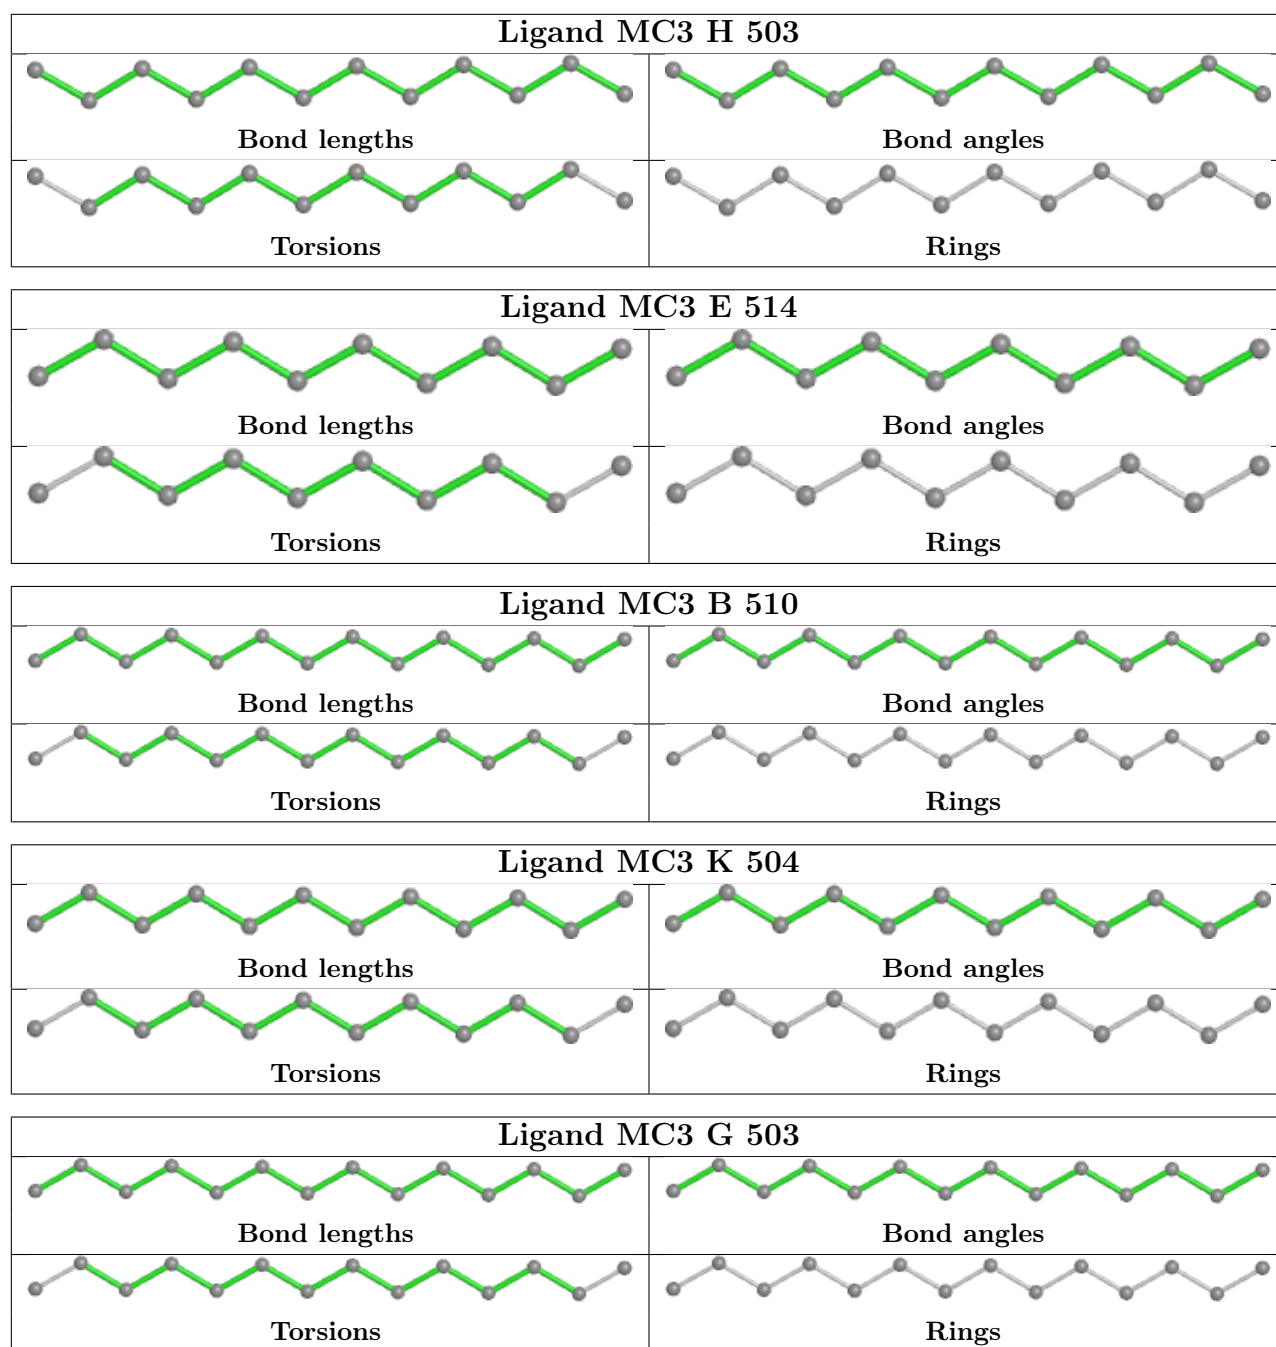 Ligand MC3 H 503
Bond lengths
Bond angles
Torsions
Rings
Ligand MC3 E 514
Bond lengths
Bond angles
Torsions
Rings
Ligand MC3 B 510
Bond lengths
Bond angles
Torsions
Rings
Ligand MC3 K 504
Bond lengths
Bond angles
Torsions
Rings
Ligand MC3 G 503
Bond lengths
Bond angles
Torsions
Rings